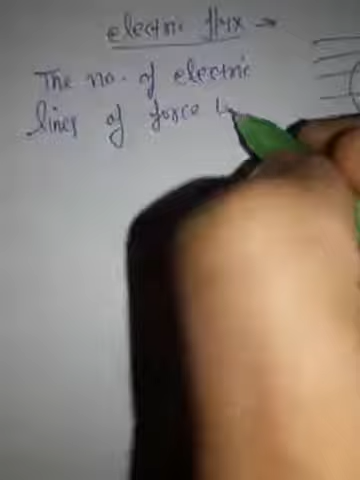 electric flux →
The no. of electric
lines of force